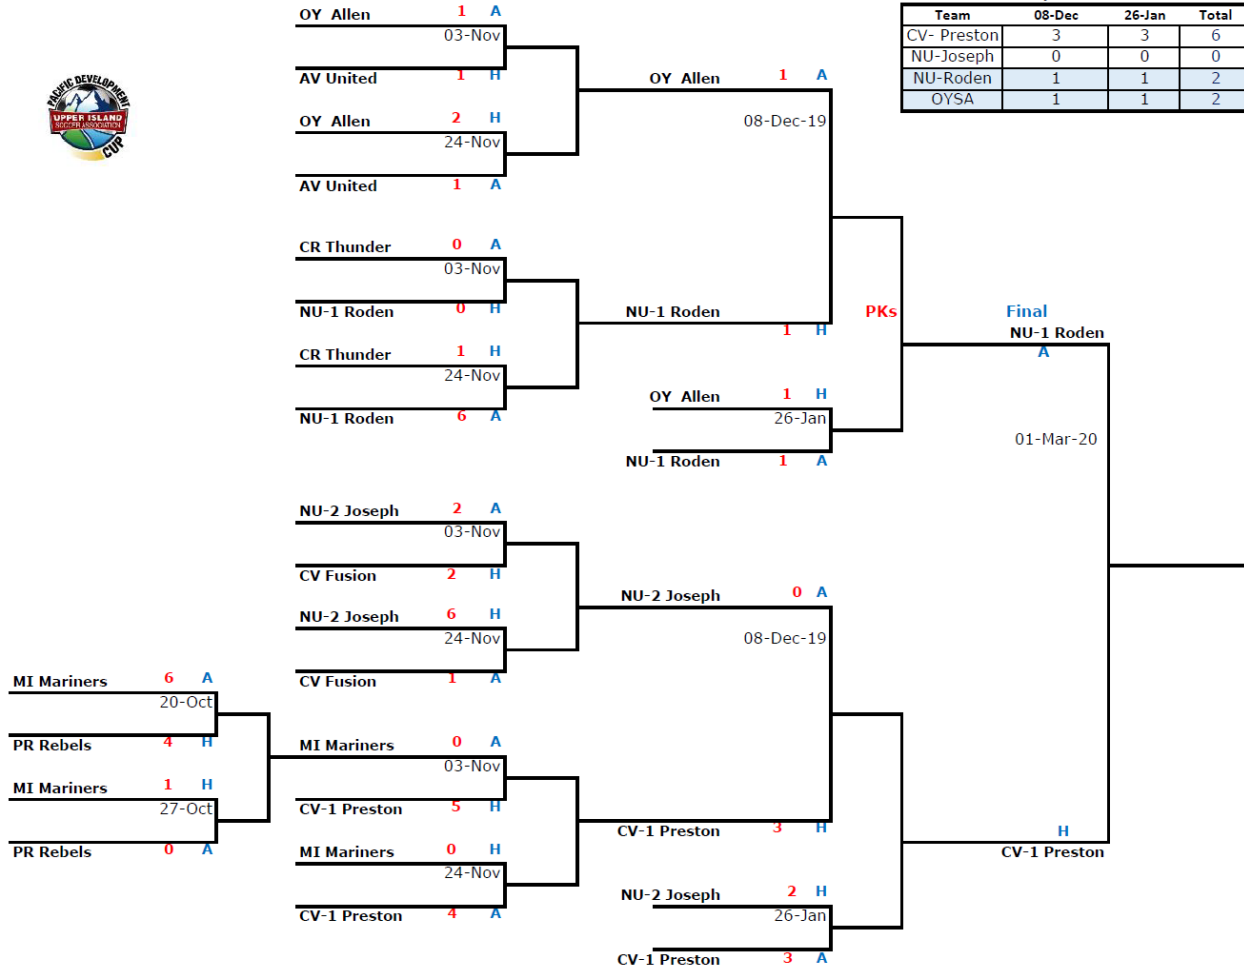 OY Allen 1 A
03-Nov
AV United 1 H
OY Allen 2 H
24-Nov
AV United 1 A
CR Thunder 0 A
03-Nov
NU-1 Roden 0 H
CR Thunder 1 H
24-Nov
NU-1 Roden 6 A
NU-2 Joseph 2 A
03-Nov
CV Fusion 2 H
NU-2 Joseph 6 H
24-Nov
CV Fusion 1 A
MI Mariners 6 A
20-Oct
PR Rebels 4 H
MI Mariners 1 H
27-Oct
PR Rebels 0 A
MI Mariners 0 A
03-Nov
CV-1 Preston 5 H
MI Mariners 0 H
24-Nov
CV-1 Preston 4 A
OY Allen 1 A
08-Dec-19
NU-1 Roden 1 H
OY Allen 1 H
26-Jan
NU-1 Roden 1 A
PKs
NU-2 Joseph 0 A
08-Dec-19
CV-1 Preston 3 H
NU-2 Joseph 2 H
26-Jan
CV-1 Preston 3 A
Final
NU-1 Roden
A
01-Mar-20
H
CV-1 Preston
Team 08-Dec 26-Jan Total
CV- Preston 3 3 6
NU-Joseph 0 0 0
NU-Roden 1 1 2
OYSA 1 1 2
PACIFIC DEVELOPMENT
UPPER ISLAND
SOCCER ASSOCIATION
CUP